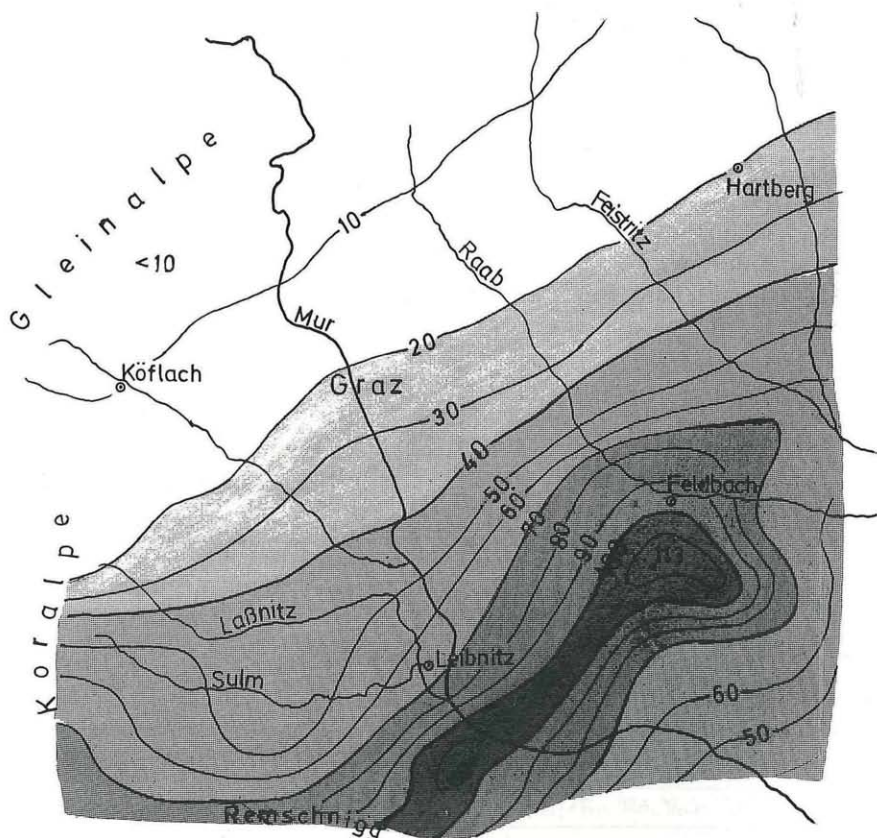 Gleinalpe
<10
10
Hartberg
Feistritz
Raab
Mur
Köflach
20
Graz
30
40
50
60
70
80
90
100
Feldbach
Koralpe
Laßnitz
Sulm
Leibnitz
60
50
Remschnigg